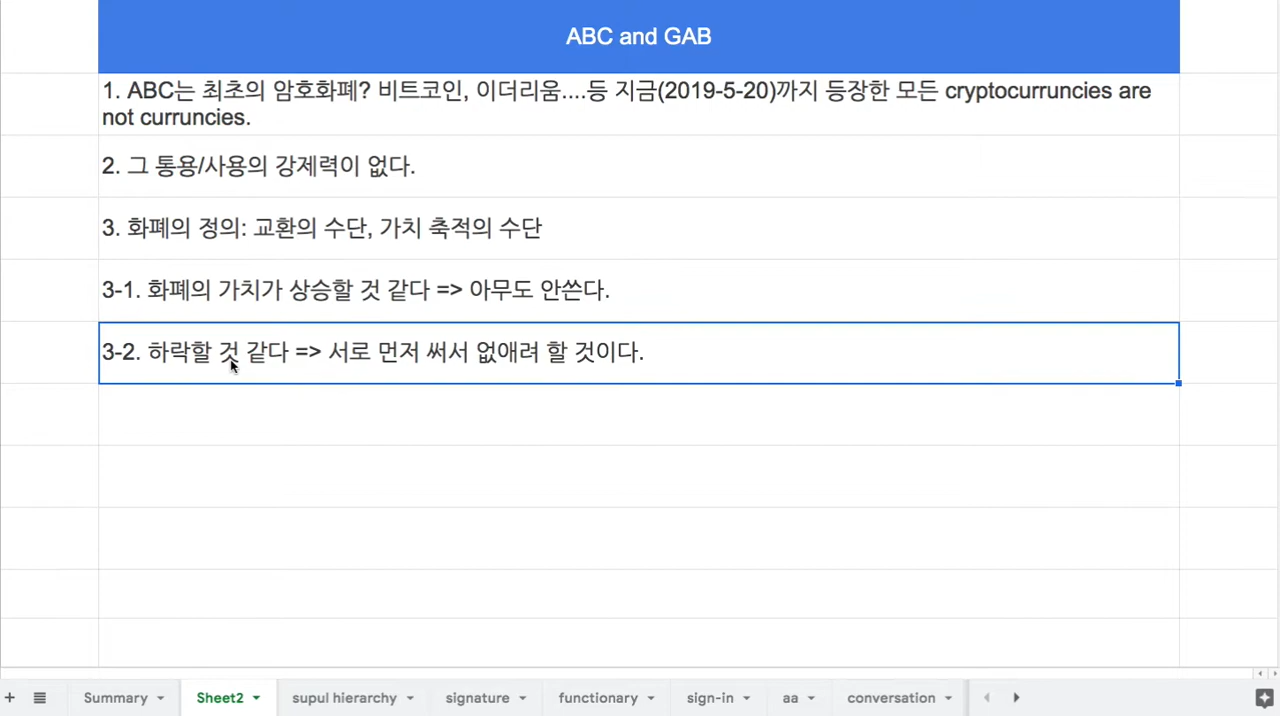 ABC and GAB
1. ABC는 최초의 암호화폐? 비트코인, 이더리움....등 지금(2019-5-20)까지 등장한 모든 cryptocurruncies are
not curruncies.
2. 그 통용/사용의 강제력이 없다.
3. 화폐의 정의: 교환의 수단, 가치 축적의 수단
3-1. 화폐의 가치가 상승할 것 같다 => 아무도 안쓴다.
3-2. 하락할 것 같다 => 서로 먼저 써서 없애려 할 것이다.
Summary Sheet2 supul hierarchy signature functionary sign-in aa conversation